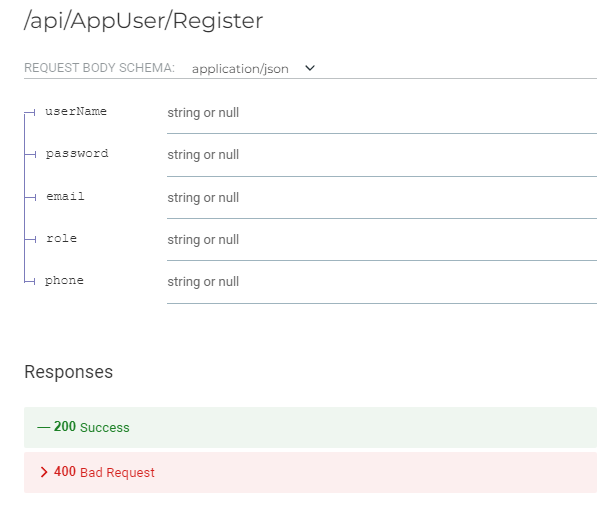 /api/AppUser/Register
REQUEST BODY SCHEMA: application/json
userName string or null
password string or null
email string or null
role string or null
phone string or null
Responses
— 200 Success
400 Bad Request